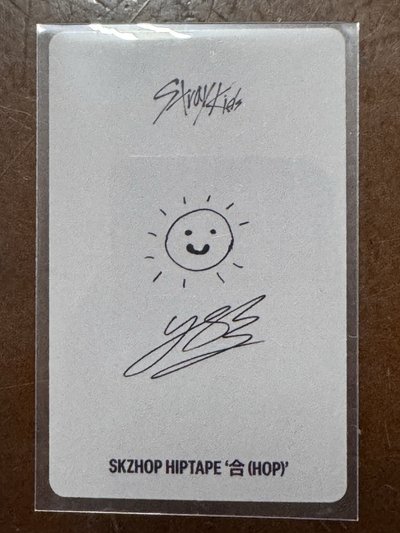 Stray Kids
SKZHOP HIPTAPE ‘合 (HOP)’